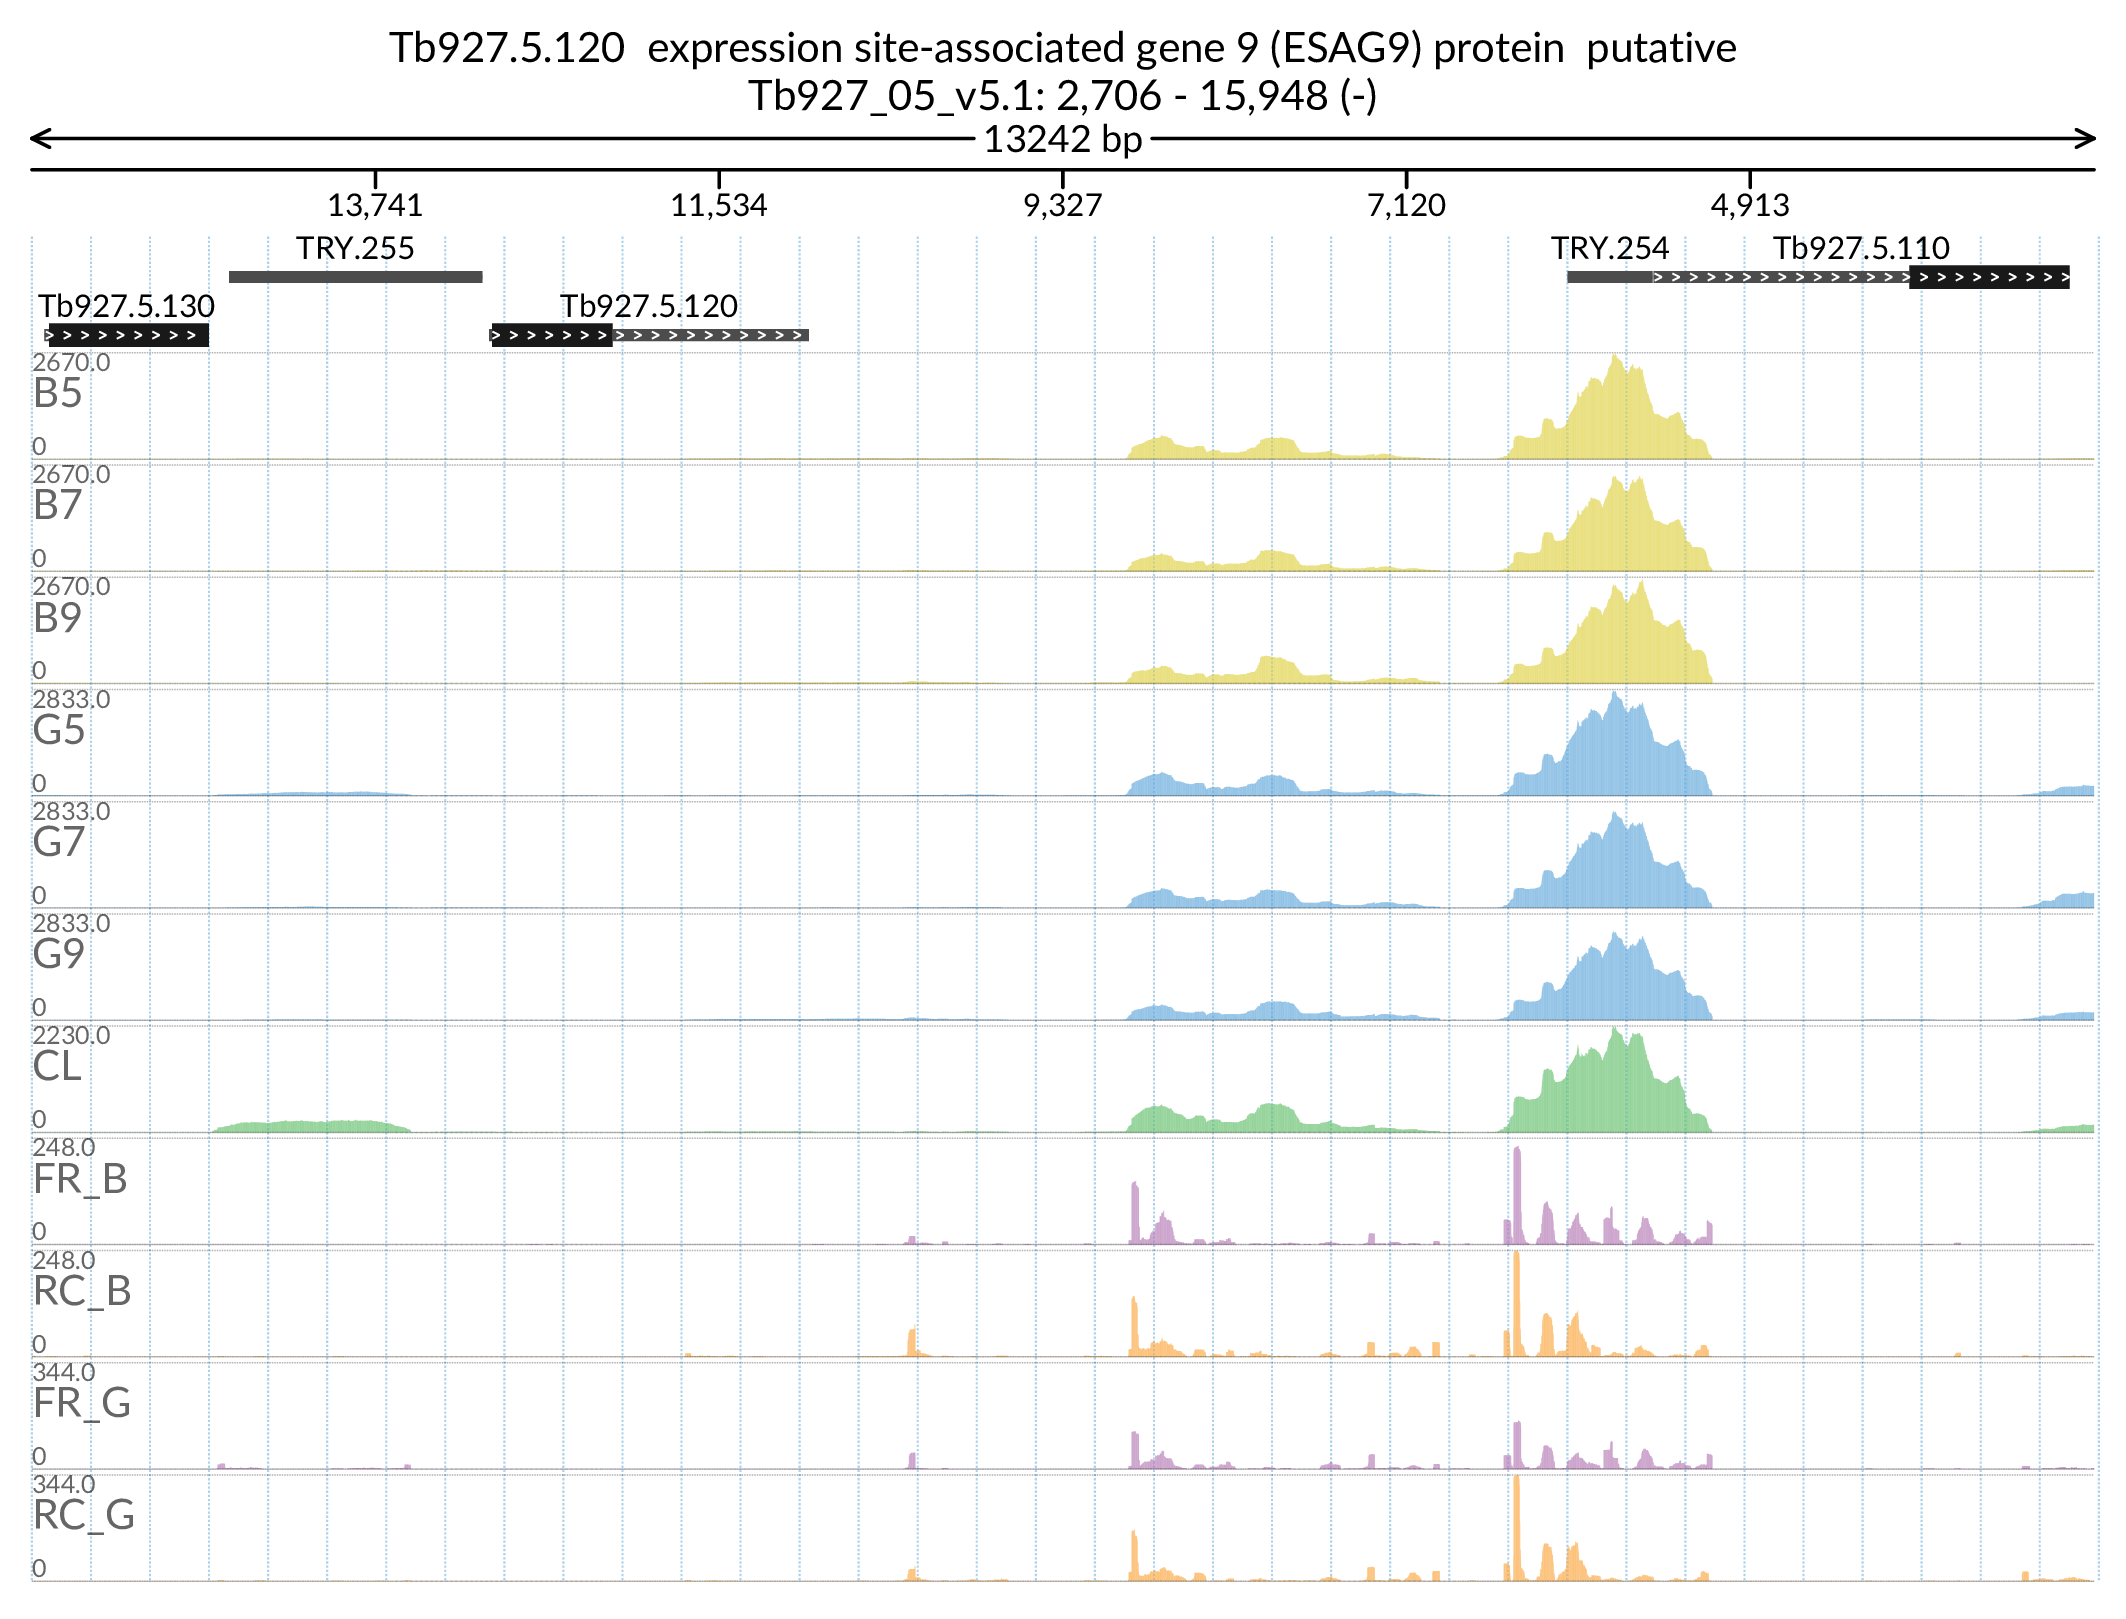 Tb927.5.120  expression site-associated gene 9 (ESAG9) protein  putative
Tb927_05_v5.1: 2,706 - 15,948 (-)
13242 bp
13,741 11,534 9,327 7,120 4,913
TRY.255 TRY.254 Tb927.5.110
Tb927.5.130 Tb927.5.120
2670.0
B5
0
2670.0
B7
0
2670.0
B9
0
2833.0
G5
0
2833.0
G7
0
2833.0
G9
0
2230.0
CL
0
248.0
FR_B
0
248.0
RC_B
0
344.0
FR_G
0
344.0
RC_G
0